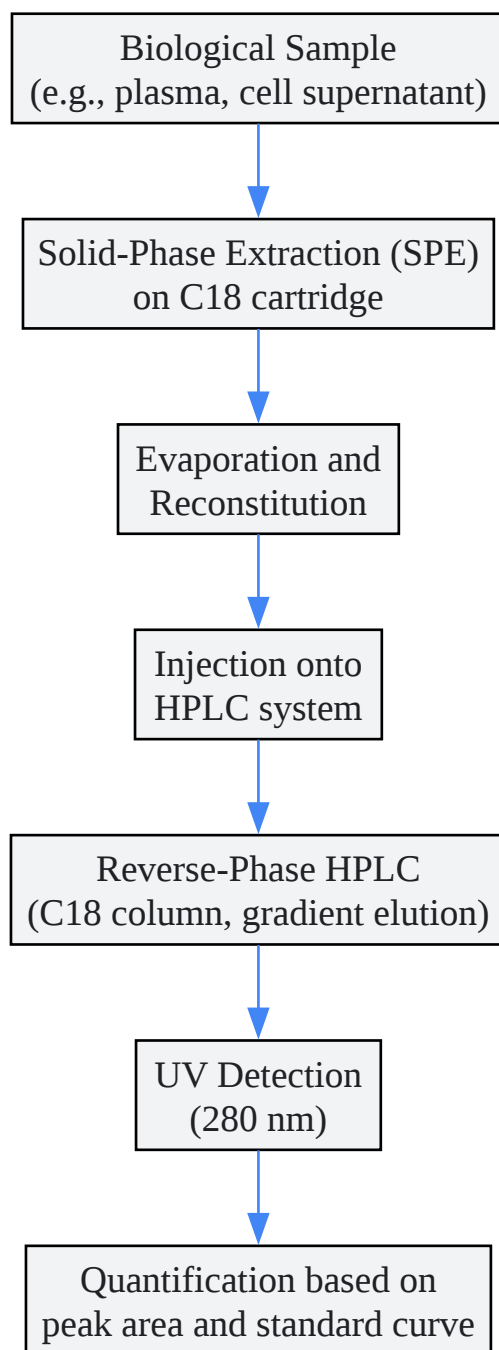 Biological Sample
(e.g., plasma, cell supernatant)
Solid-Phase Extraction (SPE)
on C18 cartridge
Evaporation and
Reconstitution
Injection onto
HPLC system
Reverse-Phase HPLC
(C18 column, gradient elution)
UV Detection
(280 nm)
Quantification based on
peak area and standard curve